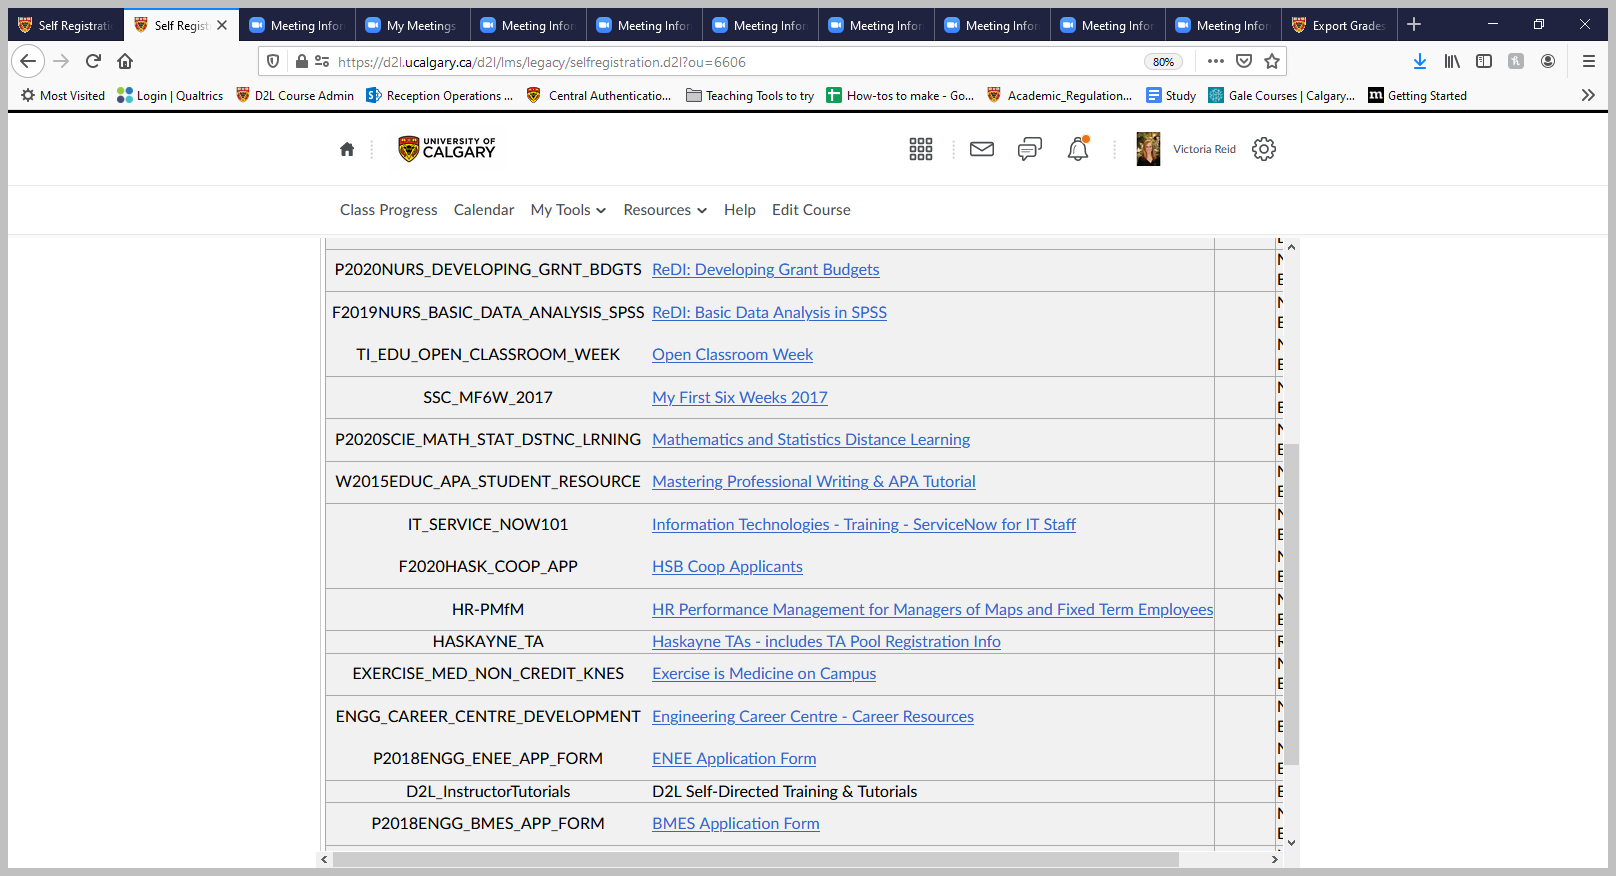 Self Registrati
Self Regist
Meeting Infor
My Meetings
Meeting Infor
Meeting Infor
Meeting Infor
Meeting Infor
Meeting Infor
Meeting Infor
Meeting Infor
Export Grades
https://d2l.ucalgary.ca/d2l/lms/legacy/selfregistration.d2l?ou=6606
80%
Most Visited
Login | Qualtrics
D2L Course Admin
Reception Operations ...
Central Authenticatio...
Teaching Tools to try
How-tos to make - Go...
Academic_Regulation...
Study
Gale Courses | Calgary...
m Getting Started
UNIVERSITY OF
CALGARY
Victoria Reid
Class Progress Calendar My Tools Resources Help Edit Course
P2020NURS_DEVELOPING_GRNT_BDGTS ReDI: Developing Grant Budgets
F2019NURS_BASIC_DATA_ANALYSIS_SPSS ReDI: Basic Data Analysis in SPSS
TI_EDU_OPEN_CLASSROOM_WEEK Open Classroom Week
SSC_MF6W_2017 My First Six Weeks 2017
P2020SCIE_MATH_STAT_DSTNC_LRNING Mathematics and Statistics Distance Learning
W2015EDUC_APA_STUDENT_RESOURCE Mastering Professional Writing & APA Tutorial
IT_SERVICE_NOW101 Information Technologies - Training - ServiceNow for IT Staff
F2020HASK_COOP_APP HSB Coop Applicants
HR-PMfM HR Performance Management for Managers of Maps and Fixed Term Employees
HASKAYNE_TA Haskayne TAs - includes TA Pool Registration Info
EXERCISE_MED_NON_CREDIT_KNES Exercise is Medicine on Campus
ENGG_CAREER_CENTRE_DEVELOPMENT Engineering Career Centre - Career Resources
P2018ENGG_ENEE_APP_FORM ENEE Application Form
D2L_InstructorTutorials D2L Self-Directed Training & Tutorials
P2018ENGG_BMES_APP_FORM BMES Application Form